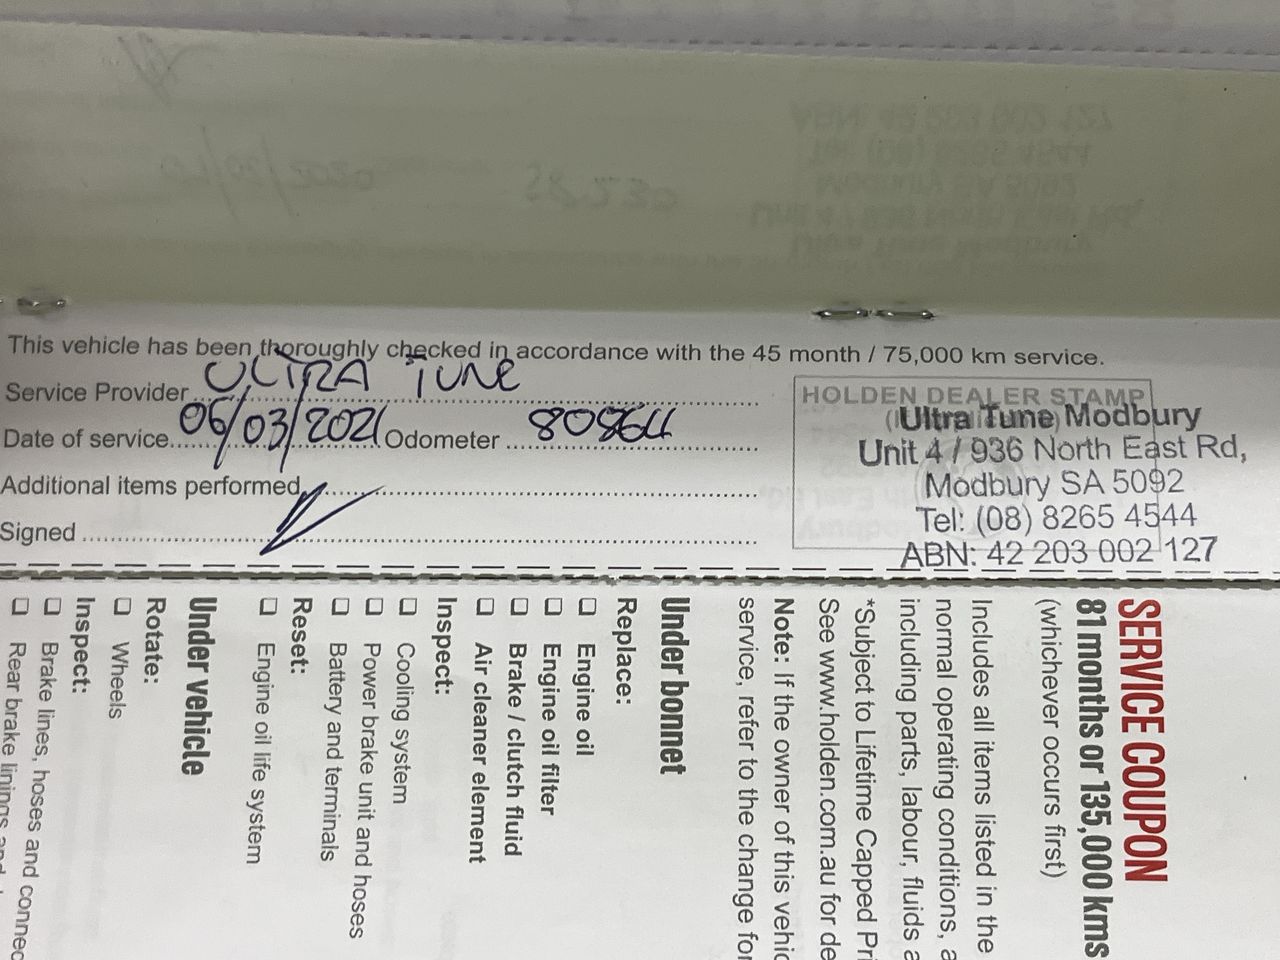 This vehicle has been thoroughly checked in accordance with the 45 month / 75,000 km service.
Service Provider ULTRA TUNE
Date of service 06/03/2021 Odometer 80864
Additional items performed
Signed
HOLDEN DEALER STAMP
Ultra Tune Modbury
Unit 4 / 936 North East Rd,
Modbury SA 5092
Tel: (08) 8265 4544
ABN: 42 203 002 127
SERVICE COUPON
81 months or 135,000 kms
(whichever occurs first)
Includes all items listed in the
normal operating conditions,
including parts, labour, fluids
*Subject to Lifetime Capped
See www.holden.com.au for
Note: If the owner of this
service, refer to the change
Under bonnet
Replace:
☐ Engine oil
☐ Engine oil filter
☐ Brake / clutch fluid
☐ Air cleaner element
Inspect:
☐ Cooling system
☐ Power brake unit and hoses
☐ Battery and terminals
Reset:
☐ Engine oil life system
Under vehicle
Rotate:
☐ Wheels
Inspect:
☐ Brake lines, hoses and
☐ Rear brake linings